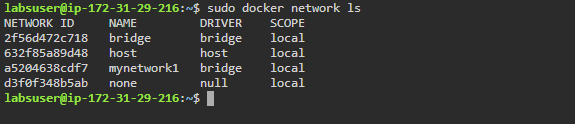 labsuser@ip-172-31-29-216:~$ sudo docker network ls
NETWORK ID     NAME         DRIVER    SCOPE
2f56d472c718   bridge       bridge    local
632f85a89d48   host         host      local
a5204638cdf7   mynetwork1   bridge    local
d3f0f348b5ab   none         null      local
labsuser@ip-172-31-29-216:~$